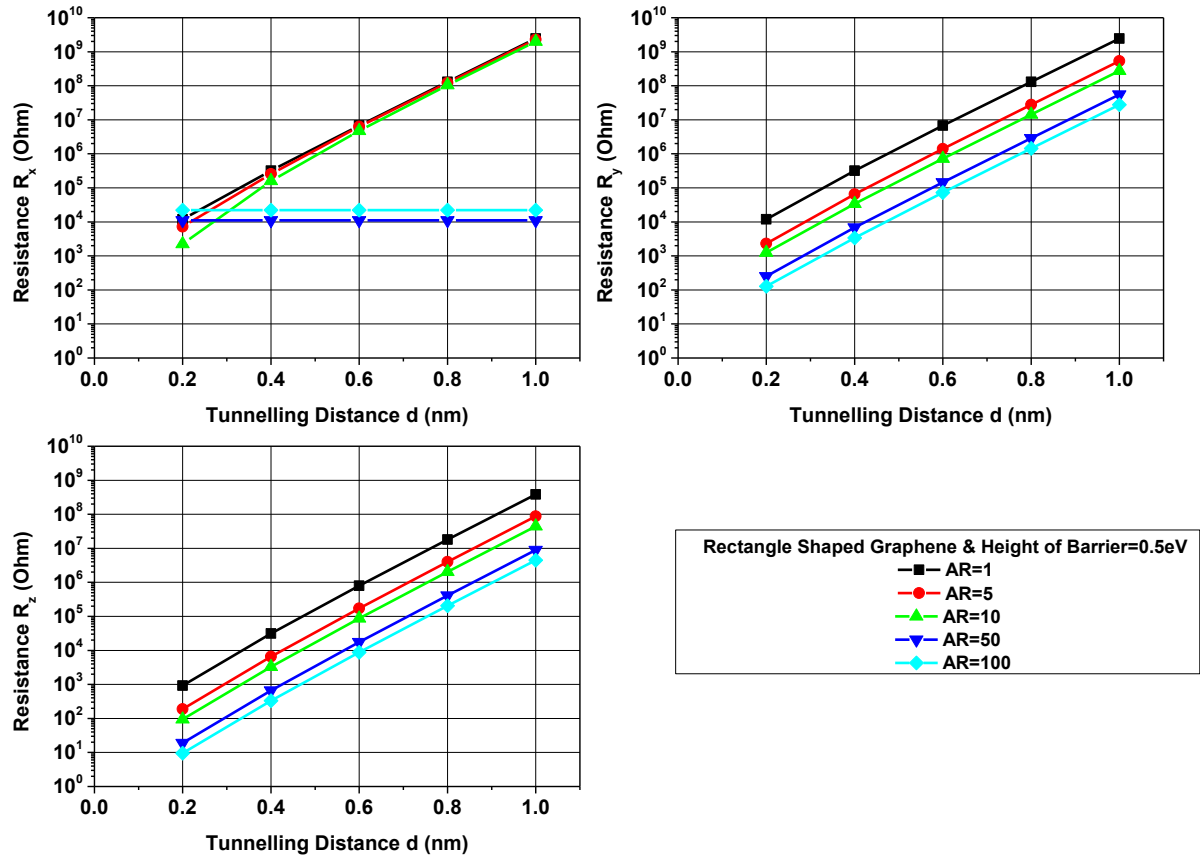 10^10
10^9
10^8
10^7
10^6
10^5
10^4
10^3
10^2
10^1
10^0
Resistance R_x (Ohm)
0.0 0.2 0.4 0.6 0.8 1.0
Tunnelling Distance d (nm)
10^10
10^9
10^8
10^7
10^6
10^5
10^4
10^3
10^2
10^1
10^0
Resistance R_y (Ohm)
0.0 0.2 0.4 0.6 0.8 1.0
Tunnelling Distance d (nm)
10^10
10^9
10^8
10^7
10^6
10^5
10^4
10^3
10^2
10^1
10^0
Resistance R_z (Ohm)
0.0 0.2 0.4 0.6 0.8 1.0
Tunnelling Distance d (nm)
Rectangle Shaped Graphene & Height of Barrier=0.5eV
AR=1
AR=5
AR=10
AR=50
AR=100